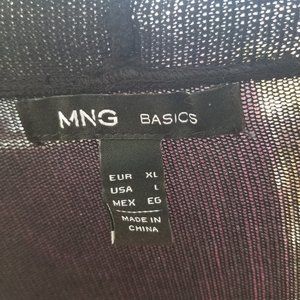 MNG BASICS
EUR XL
USA L
MEX EG
MADE IN
CHINA